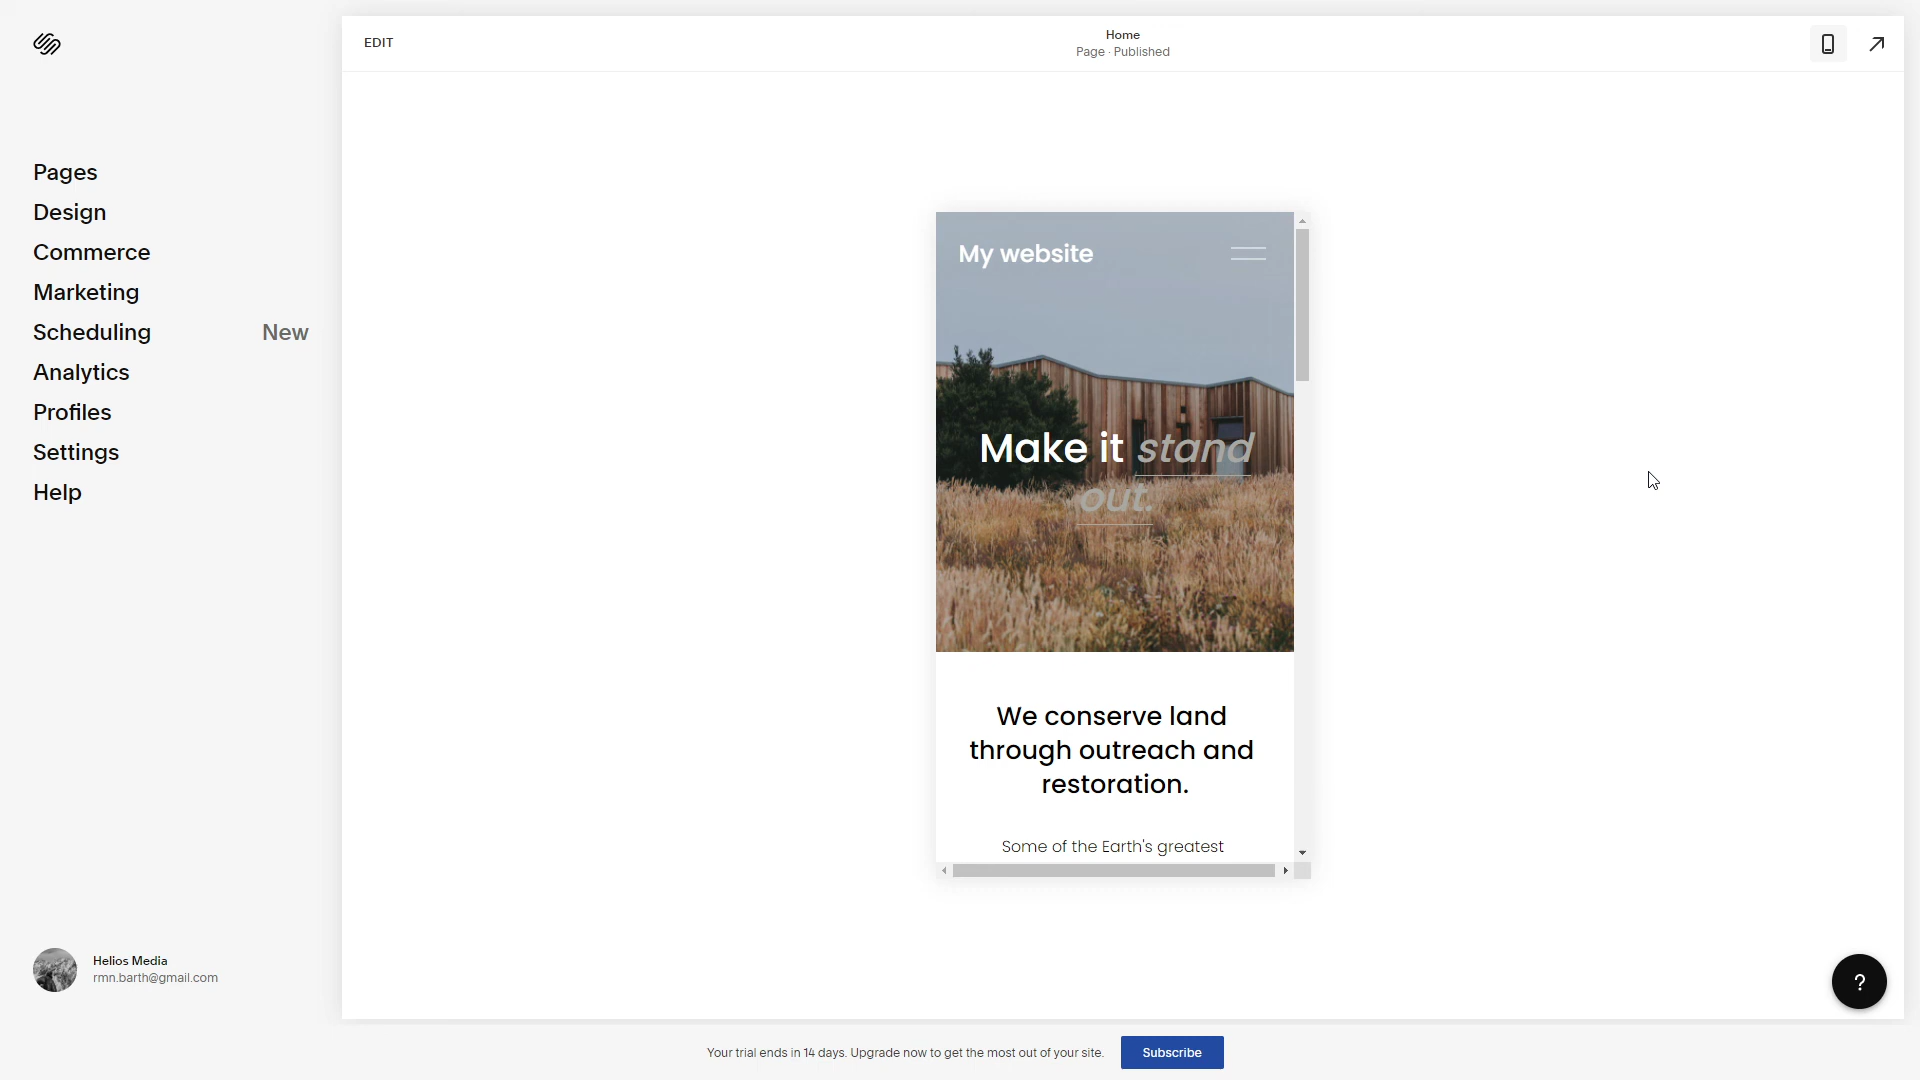 EDIT
Home
Page · Published
Pages
Design
Commerce
Marketing
Scheduling New
Analytics
Profiles
Settings
Help
My website
Make it stand
out.
We conserve land
through outreach and
restoration.
Some of the Earth's greatest
Helios Media
rmn.barth@gmail.com
?
Your trial ends in 14 days. Upgrade now to get the most out of your site.
Subscribe